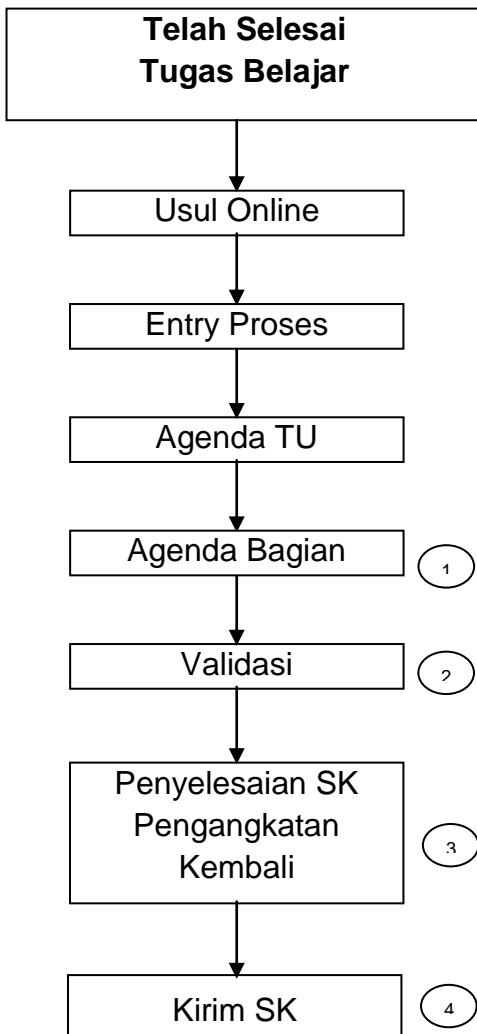 Telah Selesai
Tugas Belajar
Usul Online
Entry Proses
Agenda TU
Agenda Bagian
1
Validasi
2
Penyelesaian SK
Pengangkatan
Kembali
3
Kirim SK
4